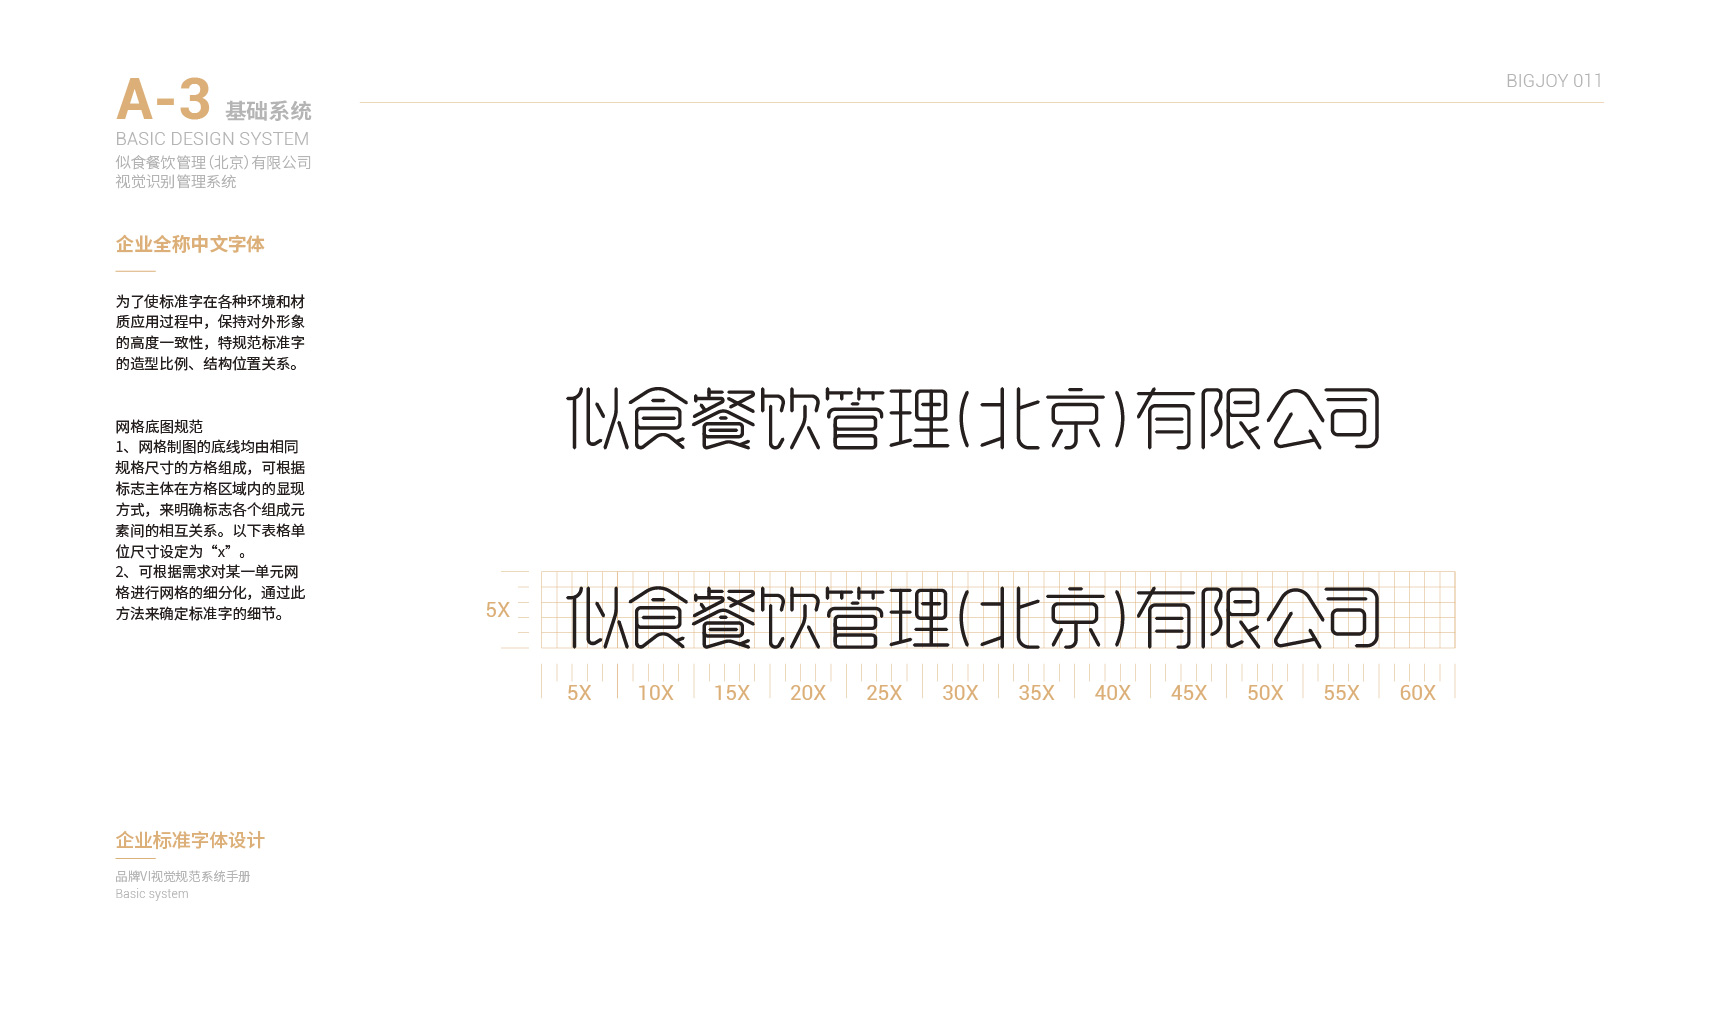 A-3 基础系统
BASIC DESIGN SYSTEM
似食餐饮管理（北京）有限公司
视觉识别管理系统
BIGJOY 011
企业全称中文字体
为了使标准字在各种环境和材
质应用过程中，保持对外形象
的高度一致性，特规范标准字
的造型比例、结构位置关系。
网格底图规范
1、网格制图的底线均由相同
规格尺寸的方格组成，可根据
标志主体在方格区域内的显现
方式，来明确标志各个组成元
素间的相互关系。以下表格单
位尺寸设定为“x”。
2、可根据需求对某一单元网
格进行网格的细分化，通过此
方法来确定标准字的细节。
似食餐饮管理（北京）有限公司
似食餐饮管理（北京）有限公司
5X
5X 10X 15X 20X 25X 30X 35X 40X 45X 50X 55X 60X
企业标准字体设计
品牌VI视觉规范系统手册
Basic system